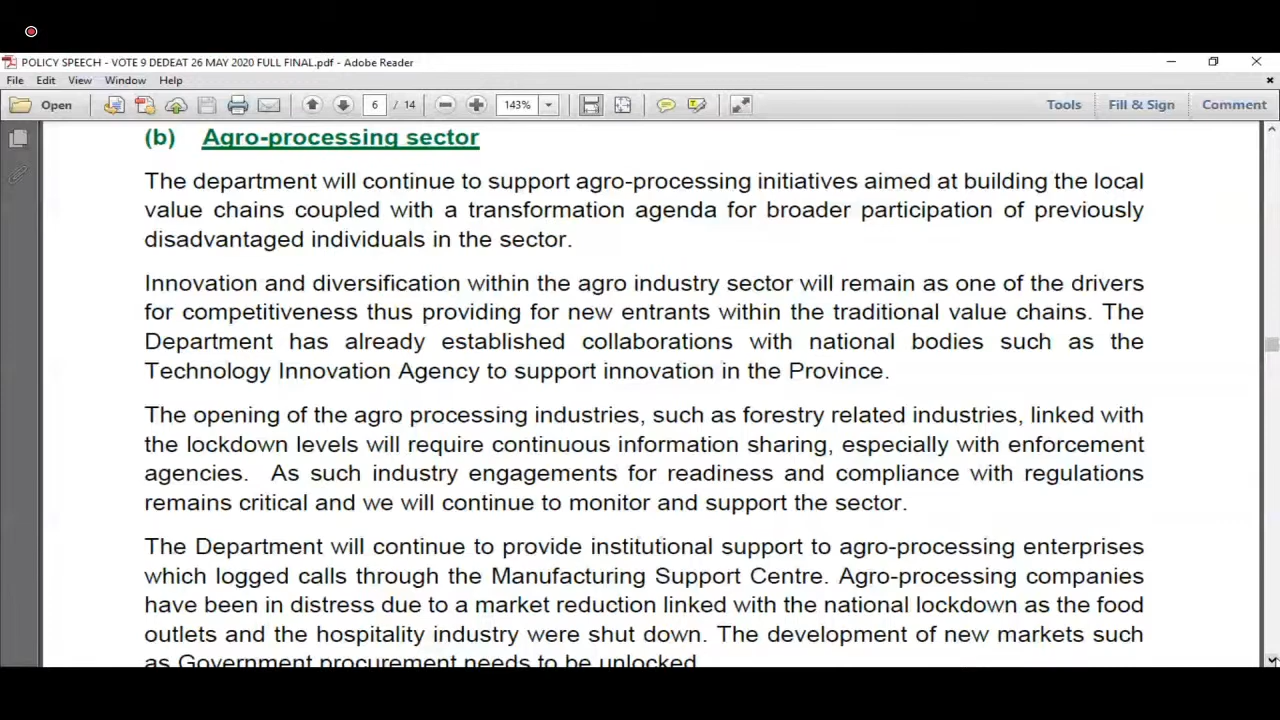 POLICY SPEECH - VOTE 9 DEDEAT 26 MAY 2020 FULL FINAL.pdf - Adobe Reader
File Edit View Window Help
Open 6 / 14 143% Tools Fill & Sign Comment
(b) Agro-processing sector
The department will continue to support agro-processing initiatives aimed at building the local
value chains coupled with a transformation agenda for broader participation of previously
disadvantaged individuals in the sector.
Innovation and diversification within the agro industry sector will remain as one of the drivers
for competitiveness thus providing for new entrants within the traditional value chains. The
Department has already established collaborations with national bodies such as the
Technology Innovation Agency to support innovation in the Province.
The opening of the agro processing industries, such as forestry related industries, linked with
the lockdown levels will require continuous information sharing, especially with enforcement
agencies. As such industry engagements for readiness and compliance with regulations
remains critical and we will continue to monitor and support the sector.
The Department will continue to provide institutional support to agro-processing enterprises
which logged calls through the Manufacturing Support Centre. Agro-processing companies
have been in distress due to a market reduction linked with the national lockdown as the food
outlets and the hospitality industry were shut down. The development of new markets such
as Government procurement needs to be unlocked.